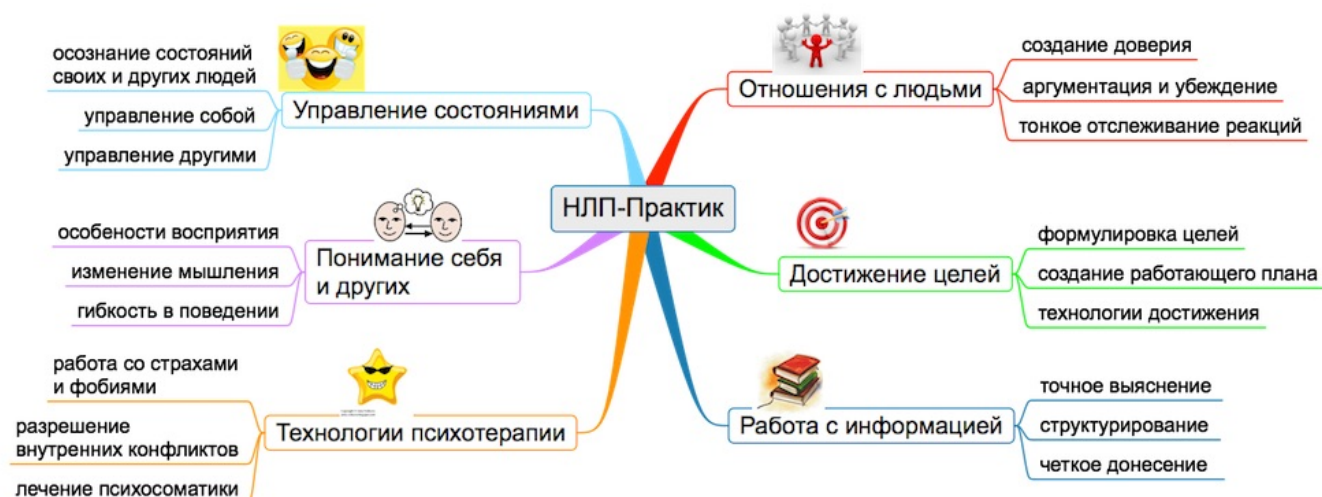 НЛП-Практик
Отношения с людьми
создание доверия
аргументация и убеждение
тонкое отслеживание реакций
Достижение целей
формулировка целей
создание работающего плана
технологии достижения
Работа с информацией
точное выяснение
структурирование
четкое донесение
Управление состояниями
осознание состояний
своих и других людей
управление собой
управление другими
Понимание себя
и других
особености восприятия
изменение мышления
гибкость в поведении
Технологии психотерапии
работа со страхами
и фобиями
разрешение
внутренних конфликтов
лечение психосоматики